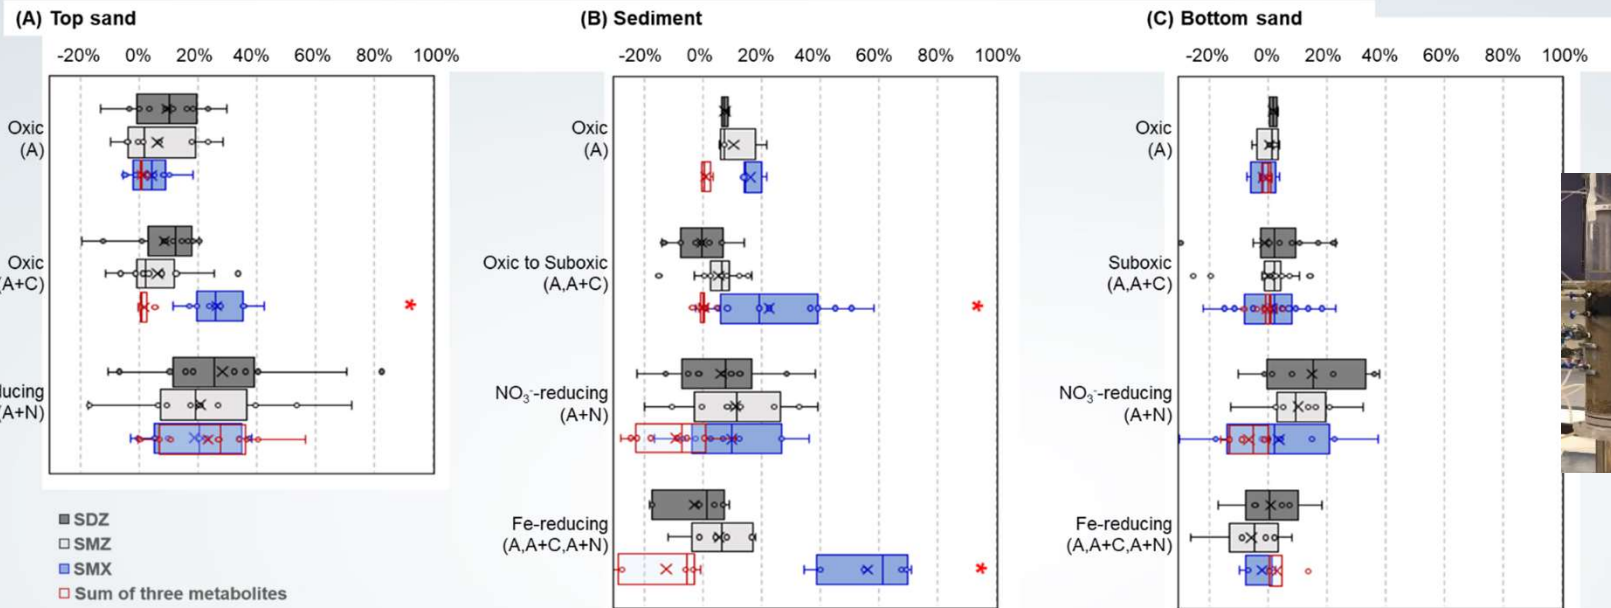 (A) Top sand
-20% 0% 20% 40% 60% 80% 100%
Oxic
(A)
Oxic
(A+C)
ducing
(A+N)
SDZ
SMZ
SMX
Sum of three metabolites
(B) Sediment
-20% 0% 20% 40% 60% 80% 100%
Oxic
(A)
Oxic to Suboxic
(A,A+C)
*
*
NO3--reducing
(A+N)
Fe-reducing
(A,A+C,A+N)
*
(C) Bottom sand
-20% 0% 20% 40% 60% 80% 100%
Oxic
(A)
Suboxic
(A,A+C)
NO3--reducing
(A+N)
Fe-reducing
(A,A+C,A+N)